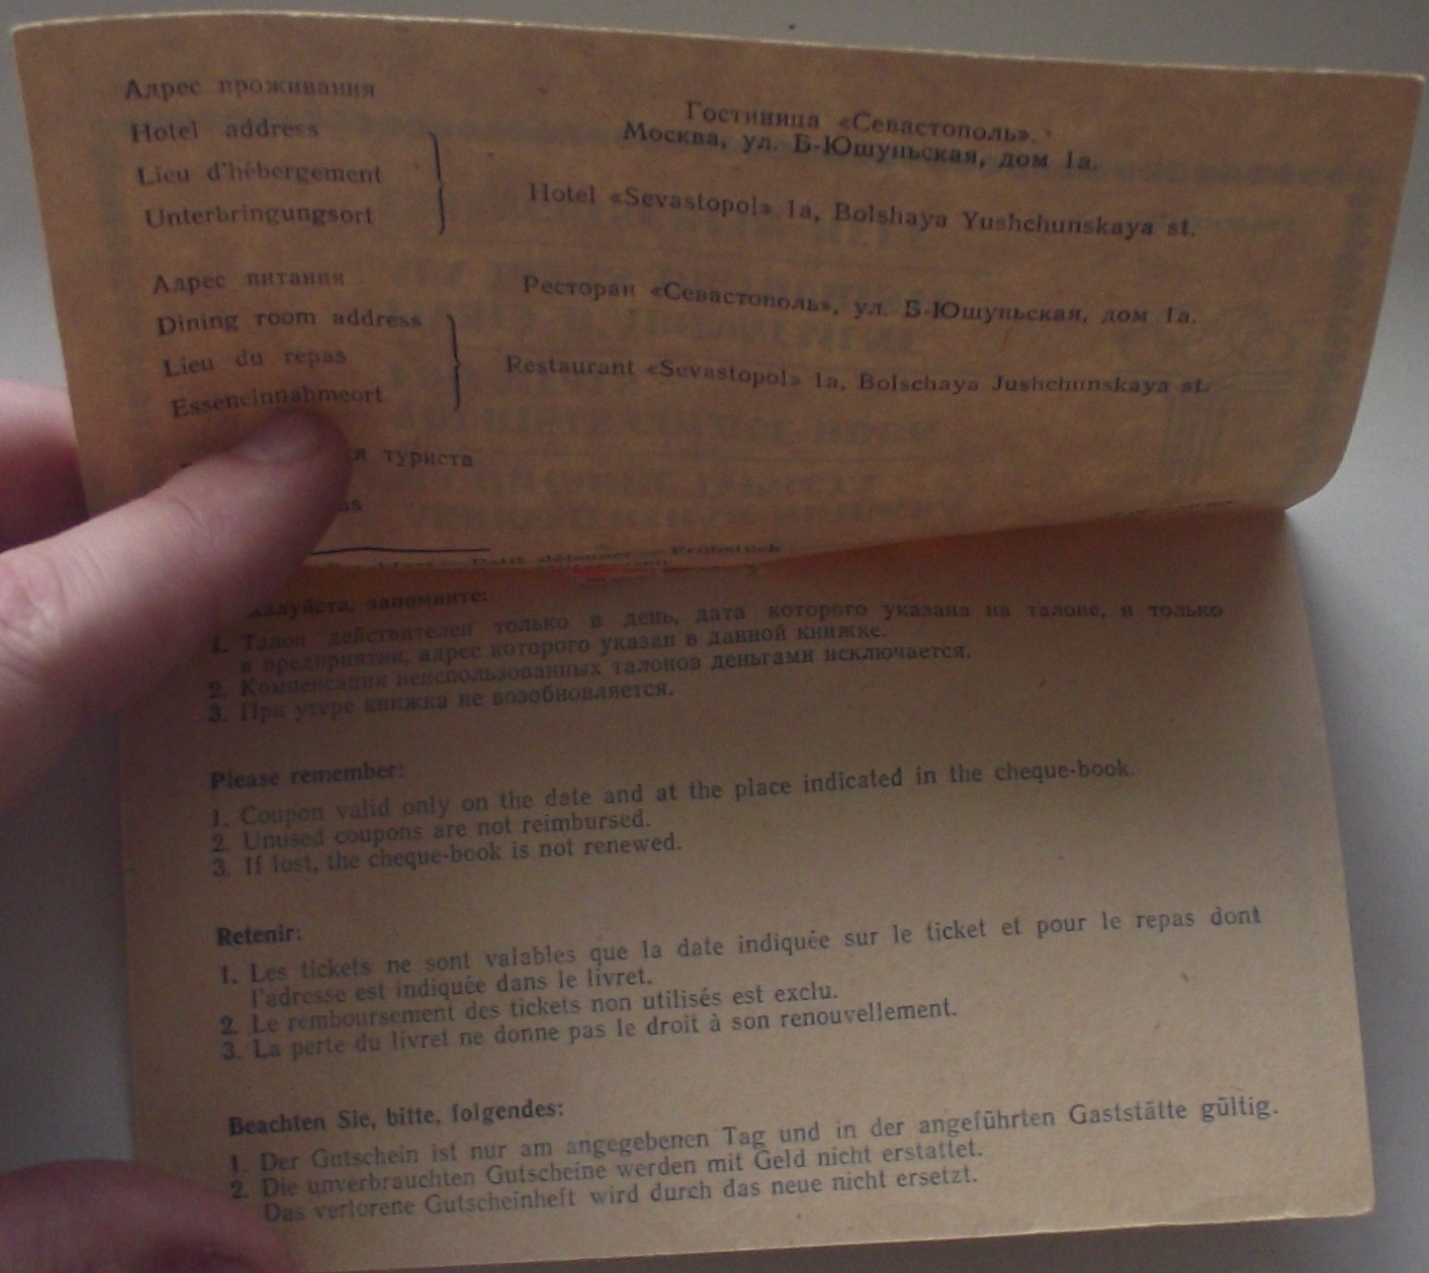 Адрес проживания
Hotel address
Lieu d'hébergement
Unterbringungsort
Гостиница «Севастополь».
Москва, ул. Б-Юшуньская, дом 1а.
Hotel «Sevastopol» 1a, Bolshaya Yushchunskaya st.
Адрес питания
Dining room address
Lieu du repas
Esseneinnahmeort
Ресторан «Севастополь», ул. Б-Юшуньская, дом 1а.
Restaurant «Sevastopol» 1a, Bolschaya Jushchunskaya st.
я туриста
Petit déjeuner — Frühstück
запомните:
1. Талон действителен только в день, дата которого указана на талоне, и только
в предприятии, адрес которого указан в данной книжке.
2. Компенсация неиспользованных талонов деньгами исключается.
3. При утере книжка не возобновляется.
Please remember:
1. Coupon valid only on the date and at the place indicated in the cheque-book.
2. Unused coupons are not reimbursed.
3. If lost, the cheque-book is not renewed.
Retenir:
1. Les tickets ne sont valables que la date indiquée sur le ticket et pour le repas dont
l'adresse est indiquée dans le livret.
2. Le remboursement des tickets non utilisés est exclu.
3. La perte du livret ne donne pas le droit à son renouvellement.
Beachten Sie, bitte, folgendes:
1. Der Gutschein ist nur am angegebenen Tag und in der angeführten Gaststätte gültig.
2. Die unverbrauchten Gutscheine werden mit Geld nicht erstattet.
Das verlorene Gutscheinheft wird durch das neue nicht ersetzt.